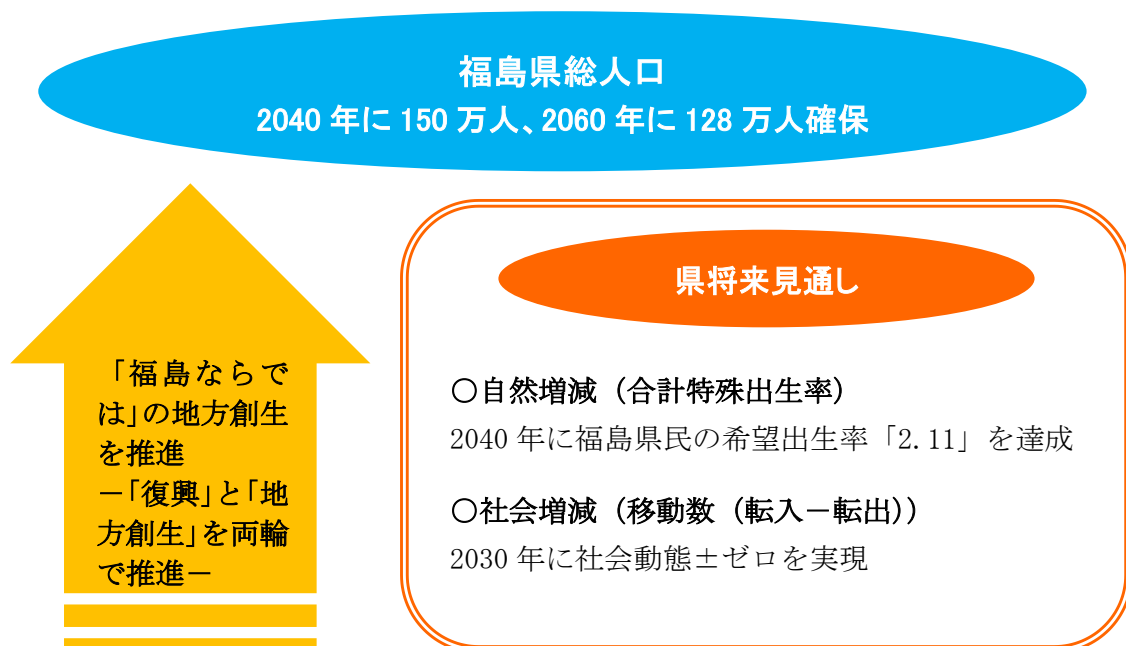 福島県総人口
2040 年に 150 万人、2060 年に 128 万人確保
「福島ならで
は」の地方創生
を推進
－「復興」と「地
方創生」を両輪
で推進－
県将来見通し
○自然増減（合計特殊出生率）
2040 年に福島県民の希望出生率「2.11」を達成
○社会増減（移動数（転入－転出））
2030 年に社会動態±ゼロを実現